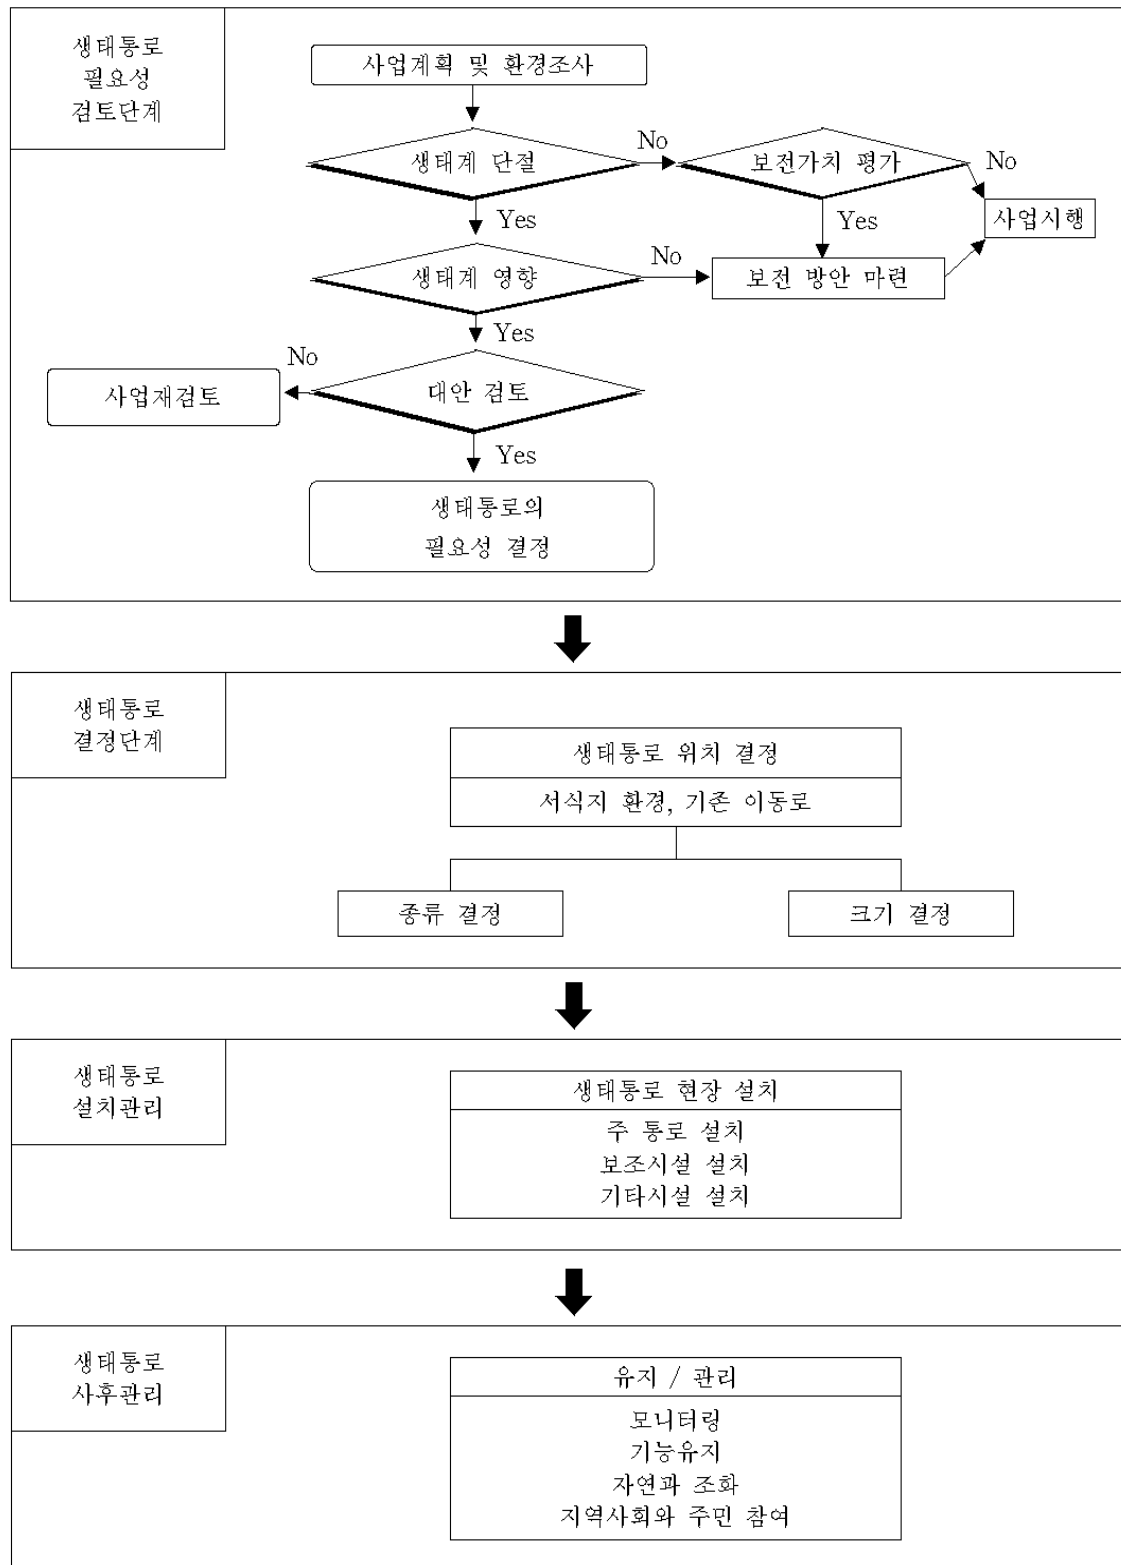 생태통로
필요성
검토단계
사업계획 및 환경조사
생태계 단절
No
보전가치 평가
No
Yes
Yes
사업시행
생태계 영향
No
보전 방안 마련
Yes
No
사업재검토
대안 검토
Yes
생태통로의
필요성 결정
생태통로
결정단계
생태통로 위치 결정
서식지 환경, 기존 이동로
종류 결정
크기 결정
생태통로
설치관리
생태통로 현장 설치
주 통로 설치
보조시설 설치
기타시설 설치
생태통로
사후관리
유지 / 관리
모니터링
기능유지
자연과 조화
지역사회와 주민 참여